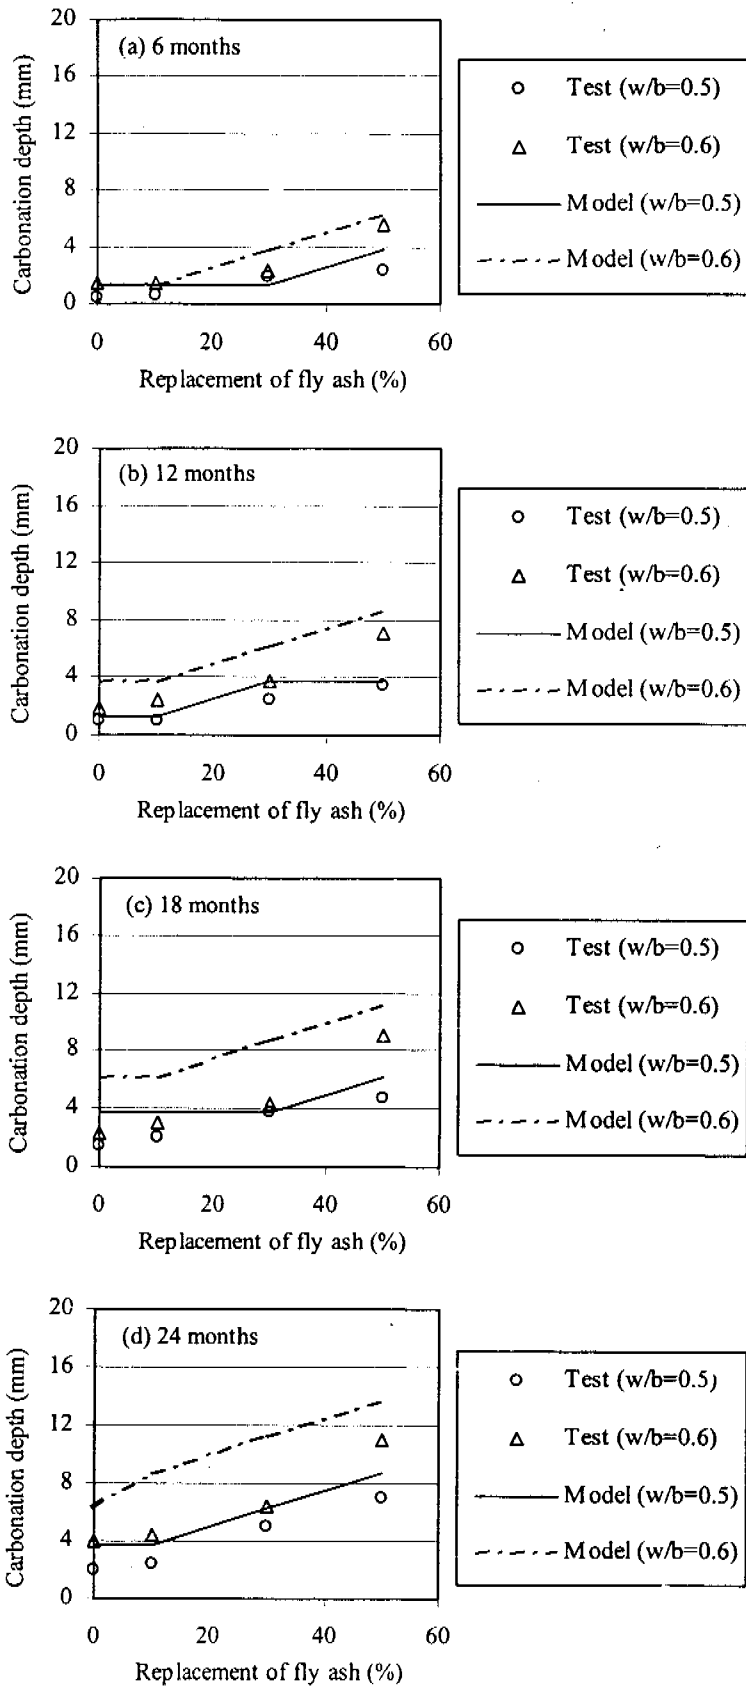 20
(a) 6 months
16
12
8
4
0
Carbonation depth (mm)
0 20 40 60
Replacement of fly ash (%)
Test (w/b=0.5)
Test (w/b=0.6)
Model (w/b=0.5)
Model (w/b=0.6)
20
(b) 12 months
16
12
8
4
0
Carbonation depth (mm)
0 20 40 60
Replacement of fly ash (%)
Test (w/b=0.5)
Test (w/b=0.6)
Model (w/b=0.5)
Model (w/b=0.6)
20
(c) 18 months
16
12
8
4
0
Carbonation depth (mm)
0 20 40 60
Replacement of fly ash (%)
Test (w/b=0.5)
Test (w/b=0.6)
Model (w/b=0.5)
Model (w/b=0.6)
20
(d) 24 months
16
12
8
4
0
Carbonation depth (mm)
0 20 40 60
Replacement of fly ash (%)
Test (w/b=0.5)
Test (w/b=0.6)
Model (w/b=0.5)
Model (w/b=0.6)